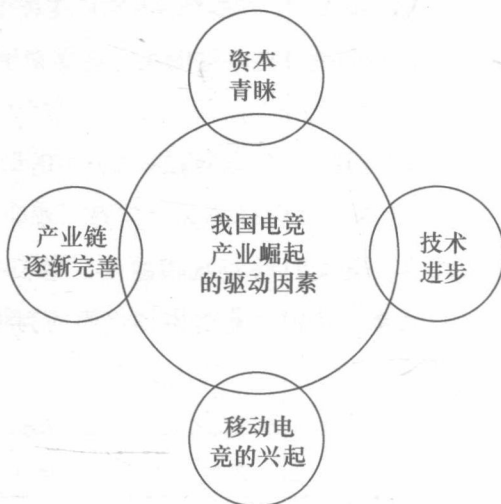 资本
青睐
产业链
逐渐完善
我国电竞
产业崛起
的驱动因素
技术
进步
移动电
竞的兴起